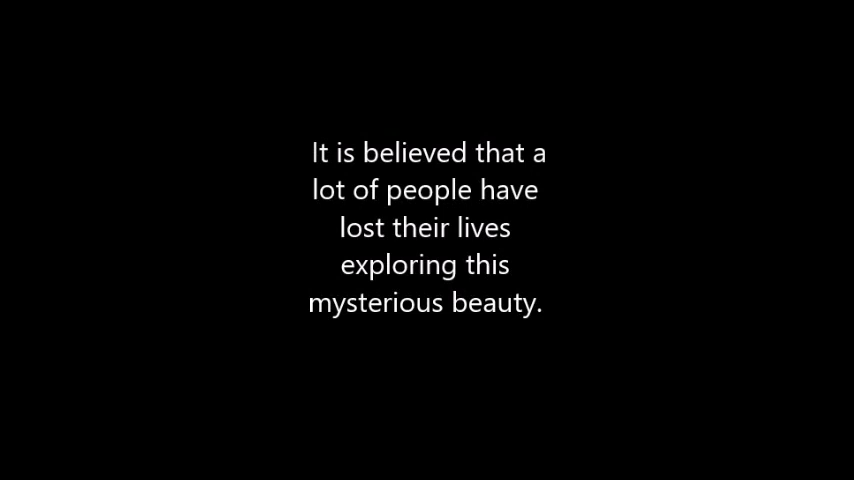 It is believed that a
lot of people have
lost their lives
exploring this
mysterious beauty.